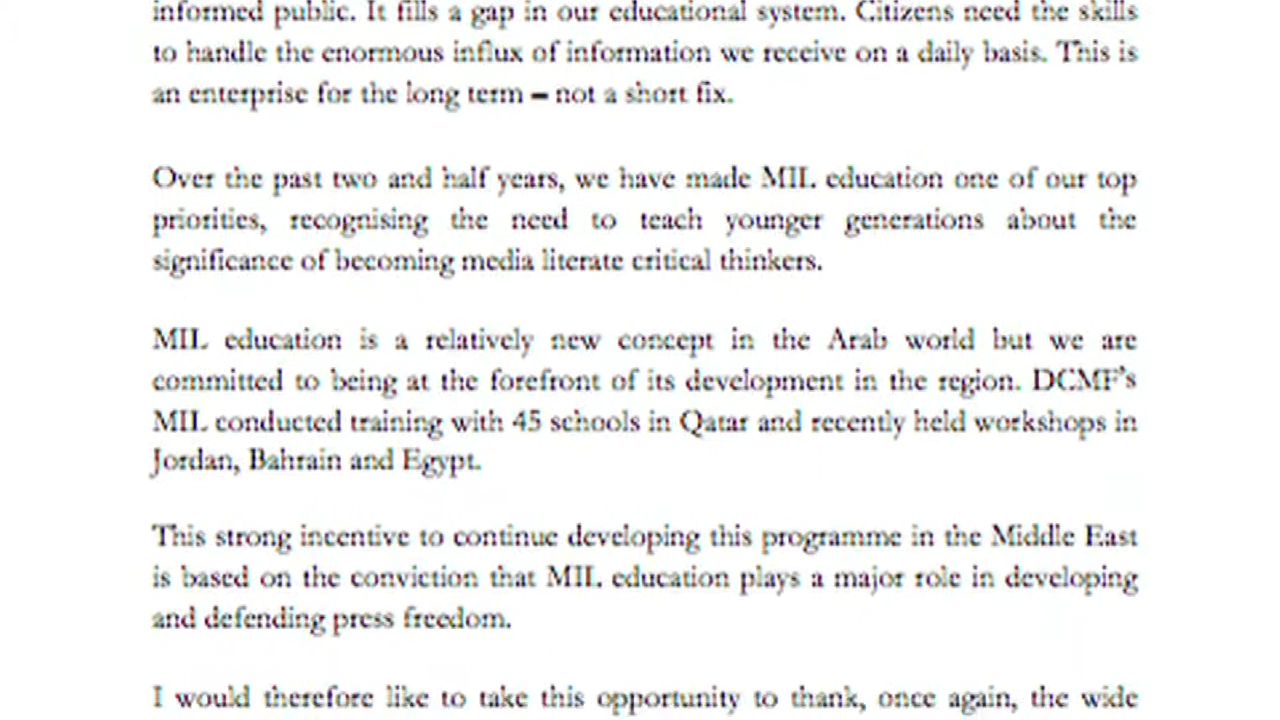 informed public. It fills a gap in our educational system. Citizens need the skills
to handle the enormous influx of information we receive on a daily basis. This is
an enterprise for the long term – not a short fix.
Over the past two and half years, we have made MIL education one of our top
priorities, recognising the need to teach younger generations about the
significance of becoming media literate critical thinkers.
MIL education is a relatively new concept in the Arab world but we are
committed to being at the forefront of its development in the region. DCMF's
MIL conducted training with 45 schools in Qatar and recently held workshops in
Jordan, Bahrain and Egypt.
This strong incentive to continue developing this programme in the Middle East
is based on the conviction that MIL education plays a major role in developing
and defending press freedom.
I would therefore like to take this opportunity to thank, once again, the wide